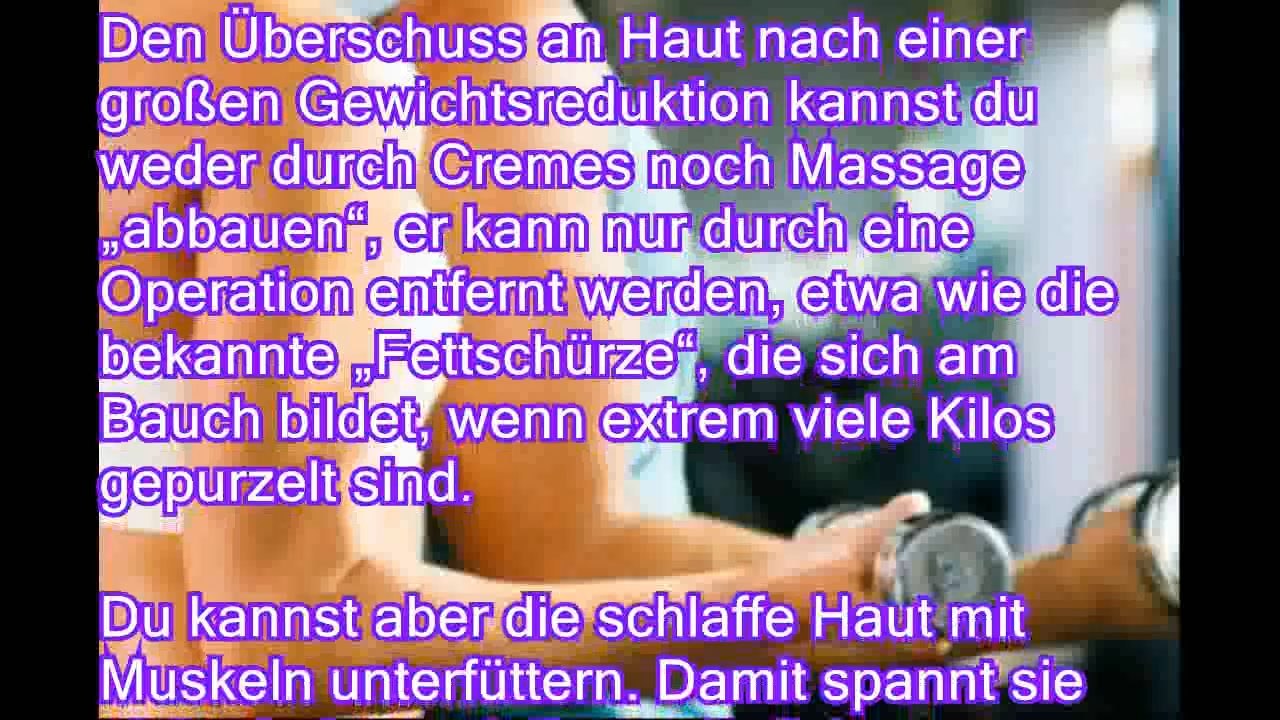 Den Überschuss an Haut nach einer
großen Gewichtsreduktion kannst du
weder durch Cremes noch Massage
„abbauen“, er kann nur durch eine
Operation entfernt werden, etwa wie die
bekannte „Fettschürze“, die sich am
Bauch bildet, wenn extrem viele Kilos
gepurzelt sind.
Du kannst aber die schlaffe Haut mit
Muskeln unterfüttern. Damit spannt sie